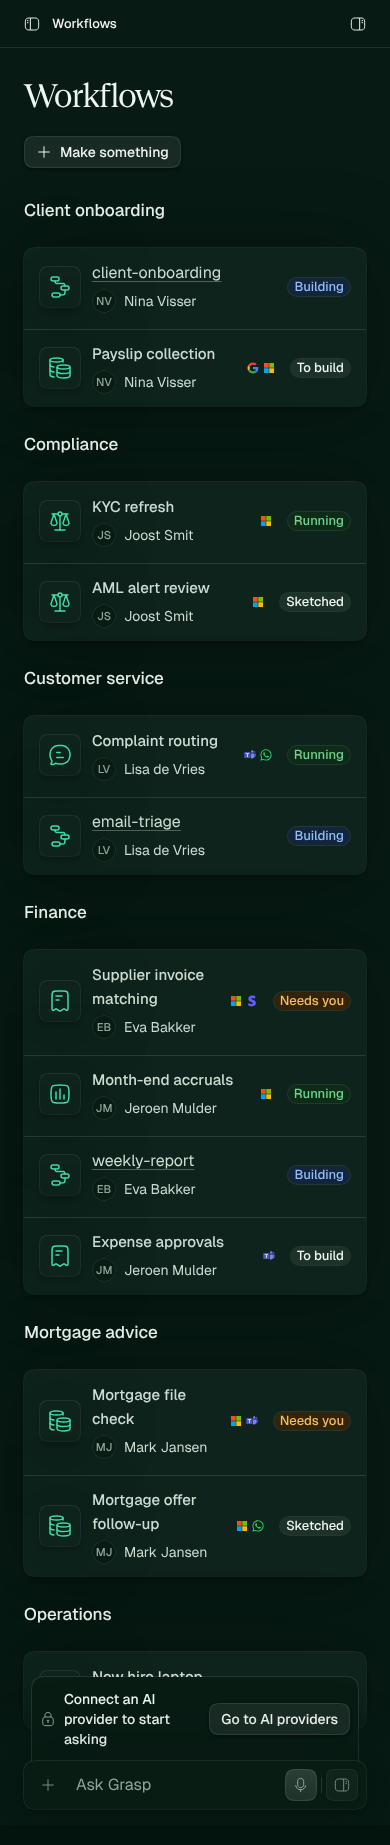 Workflows
Workflows
Make something
Client onboarding
client-onboarding
NV Nina Visser
Building
Payslip collection
NV Nina Visser
To build
Compliance
KYC refresh
JS Joost Smit
Running
AML alert review
JS Joost Smit
Sketched
Customer service
Complaint routing
LV Lisa de Vries
Running
email-triage
LV Lisa de Vries
Building
Finance
Supplier invoice
matching
EB Eva Bakker
Needs you
Month-end accruals
JM Jeroen Mulder
Running
weekly-report
EB Eva Bakker
Building
Expense approvals
JM Jeroen Mulder
To build
Mortgage advice
Mortgage file
check
MJ Mark Jansen
Needs you
Mortgage offer
follow-up
MJ Mark Jansen
Sketched
Operations
New hire laptop
Connect an AI
provider to start
asking
Go to AI providers
Ask Grasp